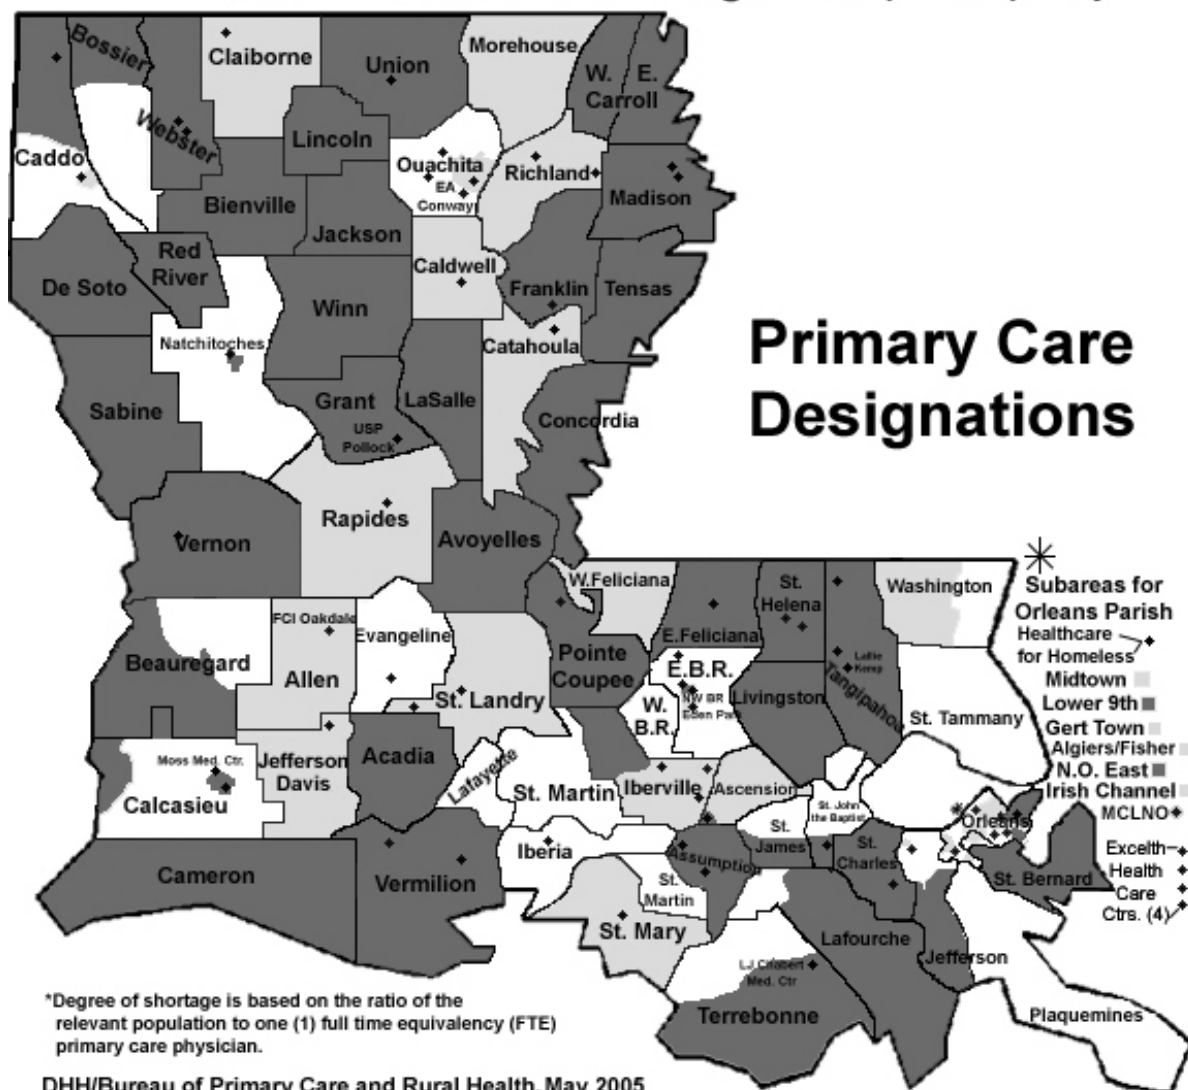 Bossier
Claiborne
Union
Morehouse
W.
Carroll
E.
Webster
Lincoln
Caddo
Ouachita
EA
Conway
Richland
Madison
Bienville
Jackson
Red
River
De Soto
Caldwell
Franklin
Tensas
Winn
Natchitoches
Catahoula
Primary Care
Designations
Sabine
Grant
USP
Pollock
LaSalle
Concordia
Rapides
Vernon
Avoyelles
W.Feliciana
St.
Helena
Washington
Subareas for
Orleans Parish
Healthcare
for Homeless
Midtown
Lower 9th
Gert Town
Algiers/Fisher
N.O. East
Irish Channel
MCLNO
Excelth
Health
Care
Ctrs. (4)
FCI Oakdale
Evangeline
E.Feliciana
Beauregard
Allen
Pointe
Coupee
E.B.R.
NW BR
W.
B.R.
Livingston
Lallie
Kemp
Tangipahoa
St. Landry
St. Tammany
Moss Med. Ctr.
Jefferson
Davis
Acadia
Lafayette
Calcasieu
St. Martin
Iberville
Ascension
St. John
the Baptist
Orleans
St.
James
Iberia
Assumption
St.
Charles
Cameron
Vermilion
St.
Martin
St. Bernard
St. Mary
Lafourche
Jefferson
L.J. Chabert
Med. Ctr
Terrebonne
Plaquemines
*Degree of shortage is based on the ratio of the
relevant population to one (1) full time equivalency (FTE)
primary care physician.
DHH/Bureau of Primary Care and Rural Health, May 2005